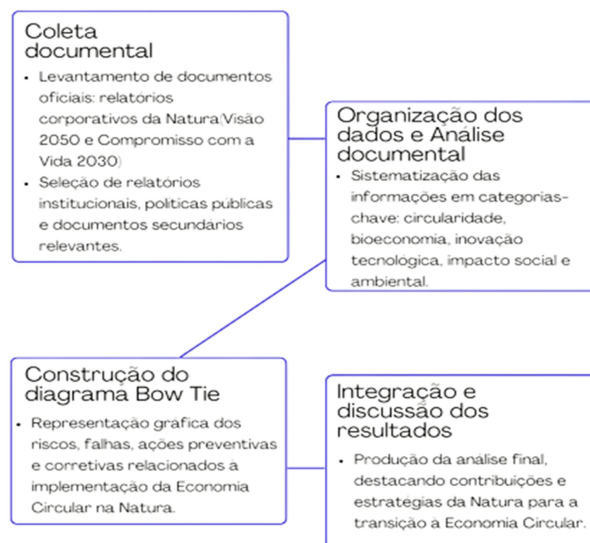 Coleta
documental
• Levantamento de documentos
oficiais: relatórios
corporativos da Natura(Visão
2050 e Compromisso com a
Vida 2030)
• Seleção de relatórios
institucionais, políticas públicas
e documentos secundários
relevantes.
Organização dos
dados e Análise
documental
• Sistematização das
informações em categorias-
chave: circularidade,
bioeconomia, inovação
tecnológica, impacto social e
ambiental.
Construção do
diagrama Bow Tie
• Representação gráfica dos
riscos, falhas, ações preventivas
e corretivas relacionados à
implementação da Economia
Circular na Natura.
Integração e
discussão dos
resultados
• Produção da análise final,
destacando contribuições e
estratégias da Natura para a
transição à Economia Circular.